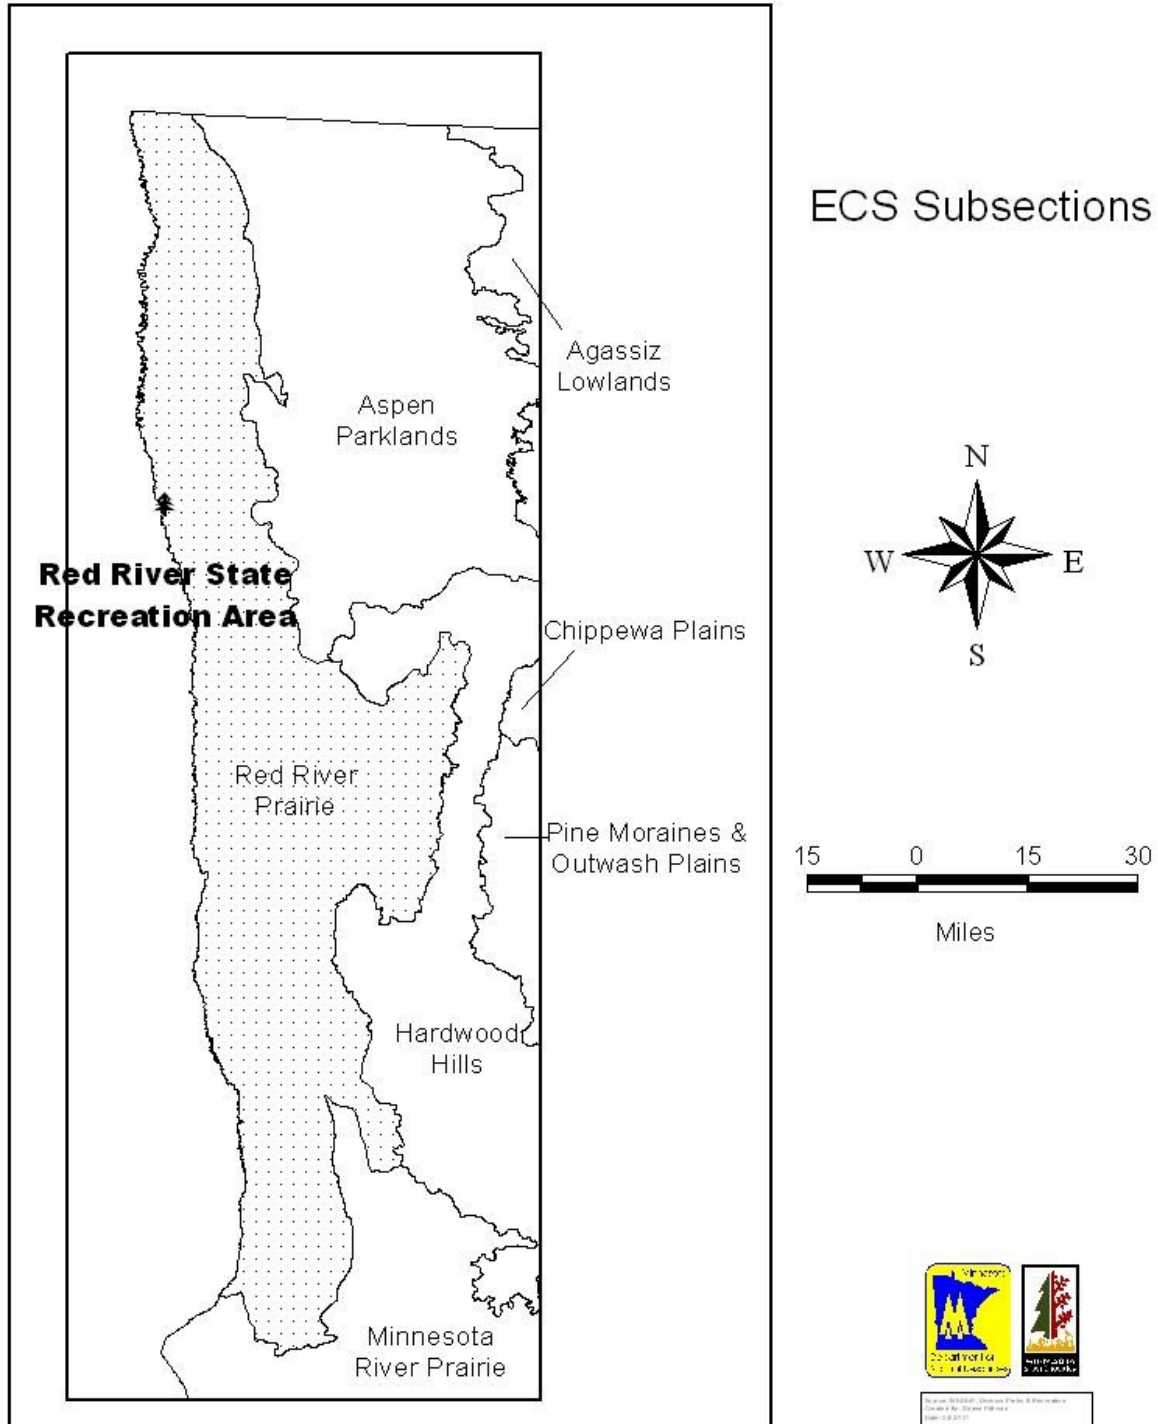 ECS Subsections
Agassiz
Lowlands
Aspen
Parklands
N
W
E
S
Red River State
Recreation Area
Chippewa Plains
Red River
Prairie
Pine Moraines &
Outwash Plains
15 0 15 30
Miles
Hardwood
Hills
Minnesota
River Prairie
Minnesota